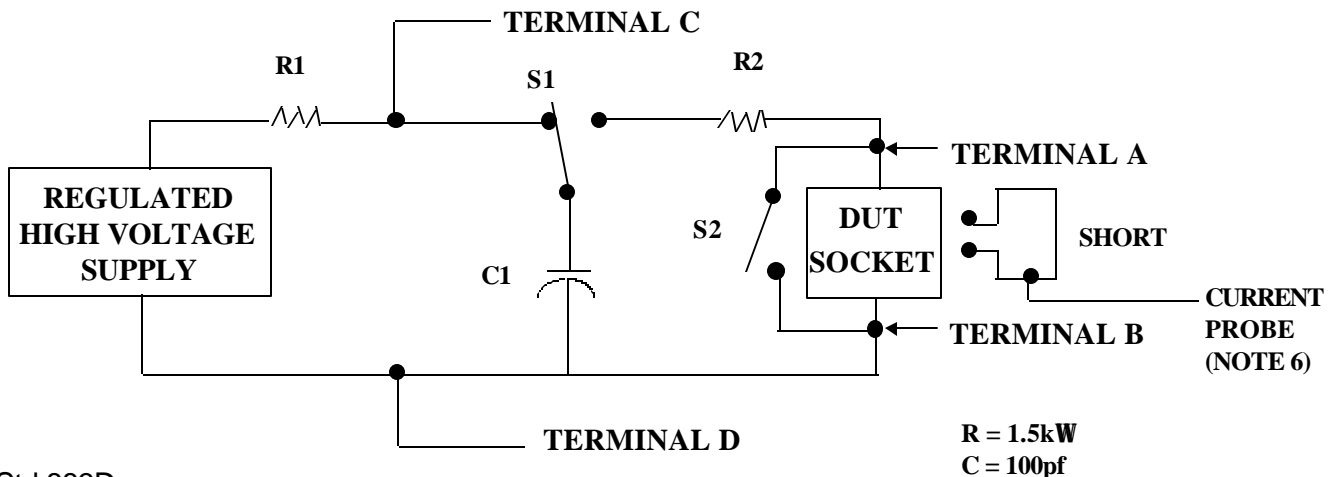 TERMINAL C
R1
S1
R2
TERMINAL A
REGULATED
HIGH VOLTAGE
SUPPLY
S2
DUT
SOCKET
SHORT
C1
CURRENT
PROBE
(NOTE 6)
TERMINAL B
TERMINAL D
R = 1.5kW
C = 100pf